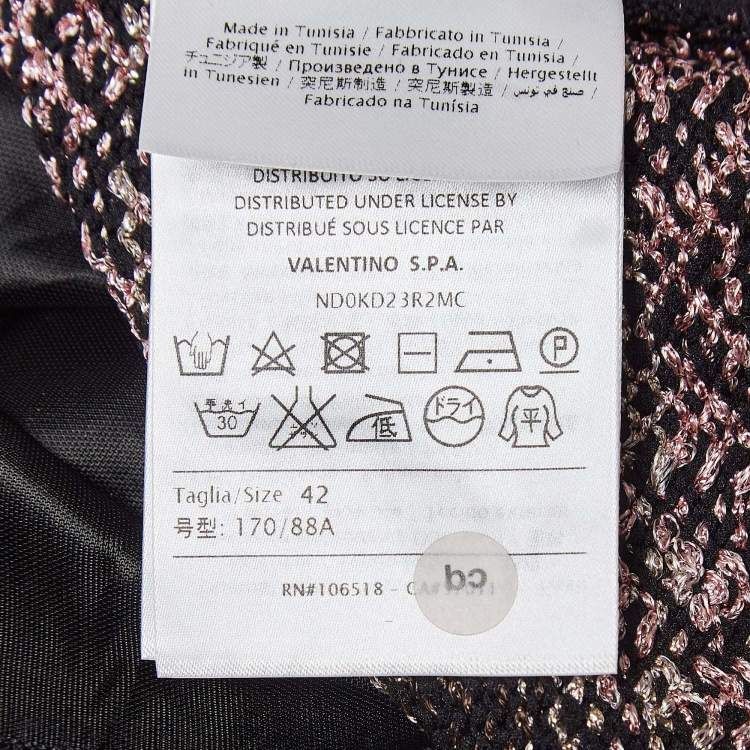 Made in Tunisia / Fabbricato in Tunisia /
Fabriqué en Tunisie / Fabricado en Tunisia /
チュニジア製 / Произведено в Тунисе / Hergestellt
in Tunesien / 突尼斯制造 / 突尼斯製造 / صنع في تونس /
Fabricado na Tunísia
DISTRIBUITO SU
DISTRIBUTED UNDER LICENSE BY
DISTRIBUÉ SOUS LICENCE PAR
VALENTINO S.P.A.
ND0KD23R2MC
P
30 低 ドライ 平
Taglia/Size 42
号型: 170/88A
RN#106518 - CA#